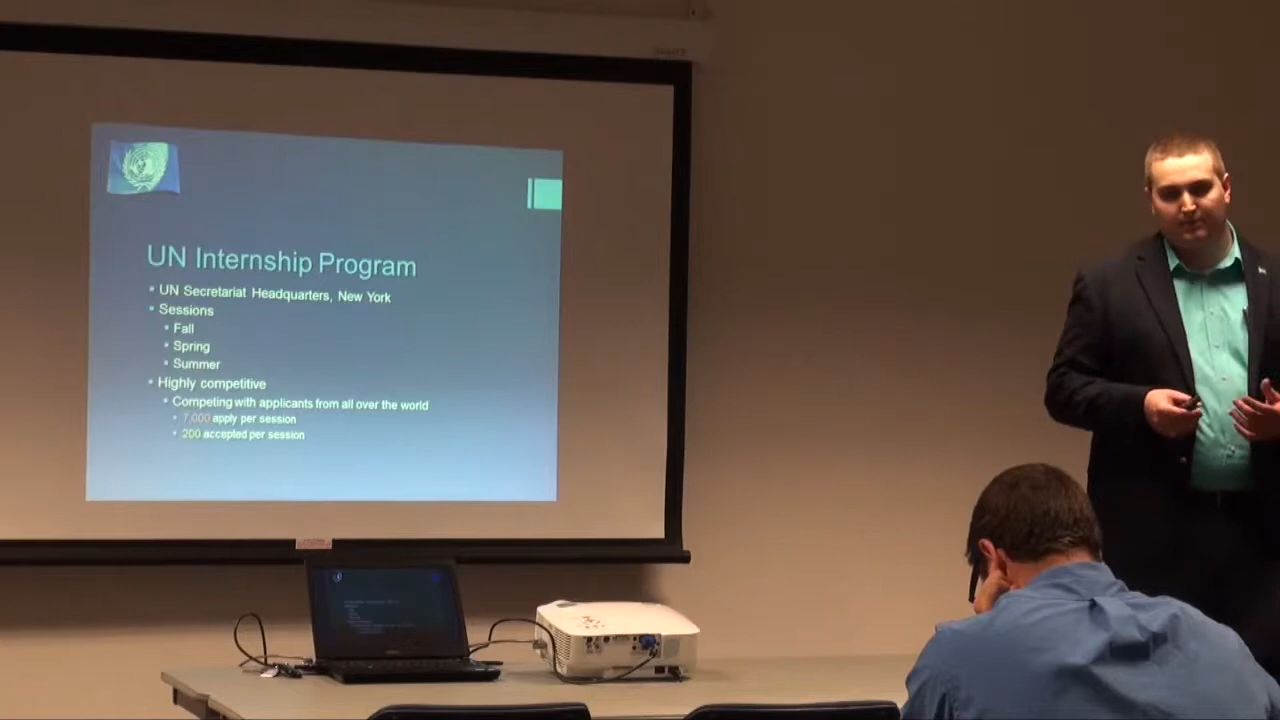 UN Internship Program
UN Secretariat Headquarters, New York
Sessions
Fall
Spring
Summer
Highly competitive
Competing with applicants from all over the world
7,000 apply per session
200 accepted per session